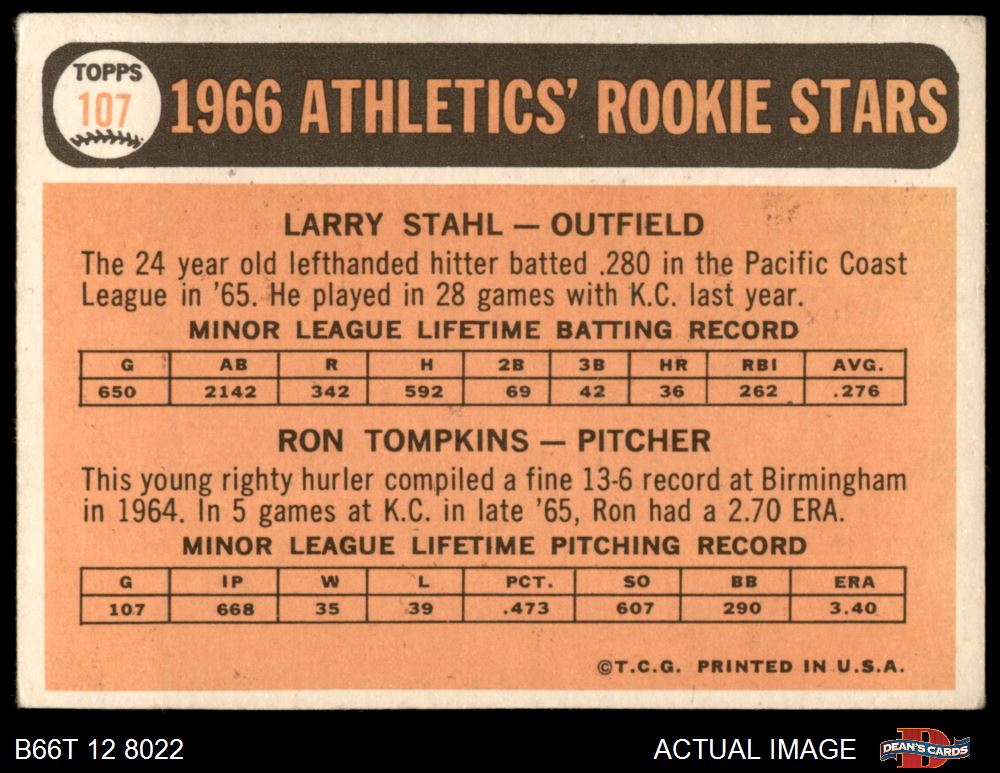 TOPPS
107
1966 ATHLETICS' ROOKIE STARS
LARRY STAHL — OUTFIELD
The 24 year old lefthanded hitter batted .280 in the Pacific Coast
League in '65. He played in 28 games with K.C. last year.
MINOR LEAGUE LIFETIME BATTING RECORD
G AB R H 2B 3B HR RBI AVG.
650 2142 342 592 69 42 36 262 .276
RON TOMPKINS — PITCHER
This young righty hurler compiled a fine 13-6 record at Birmingham
in 1964. In 5 games at K.C. in late '65, Ron had a 2.70 ERA.
MINOR LEAGUE LIFETIME PITCHING RECORD
G IP W L PCT. SO BB ERA
107 668 35 39 .473 607 290 3.40
©T.C.G. PRINTED IN U.S.A.
B66T 12 8022 ACTUAL IMAGE
D
DEAN'S CARDS